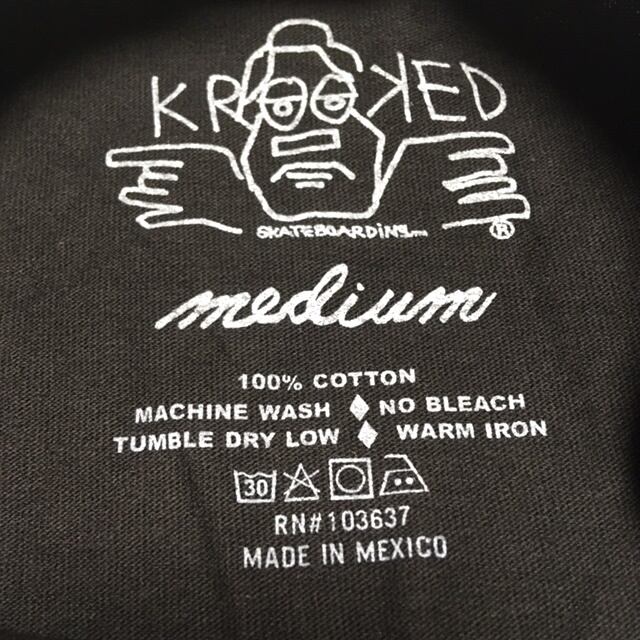 KROOKED
SKATEBOARDING...
®
medium
100% COTTON
MACHINE WASH ♦ NO BLEACH
TUMBLE DRY LOW ♦ WARM IRON
30
RN#103637
MADE IN MEXICO